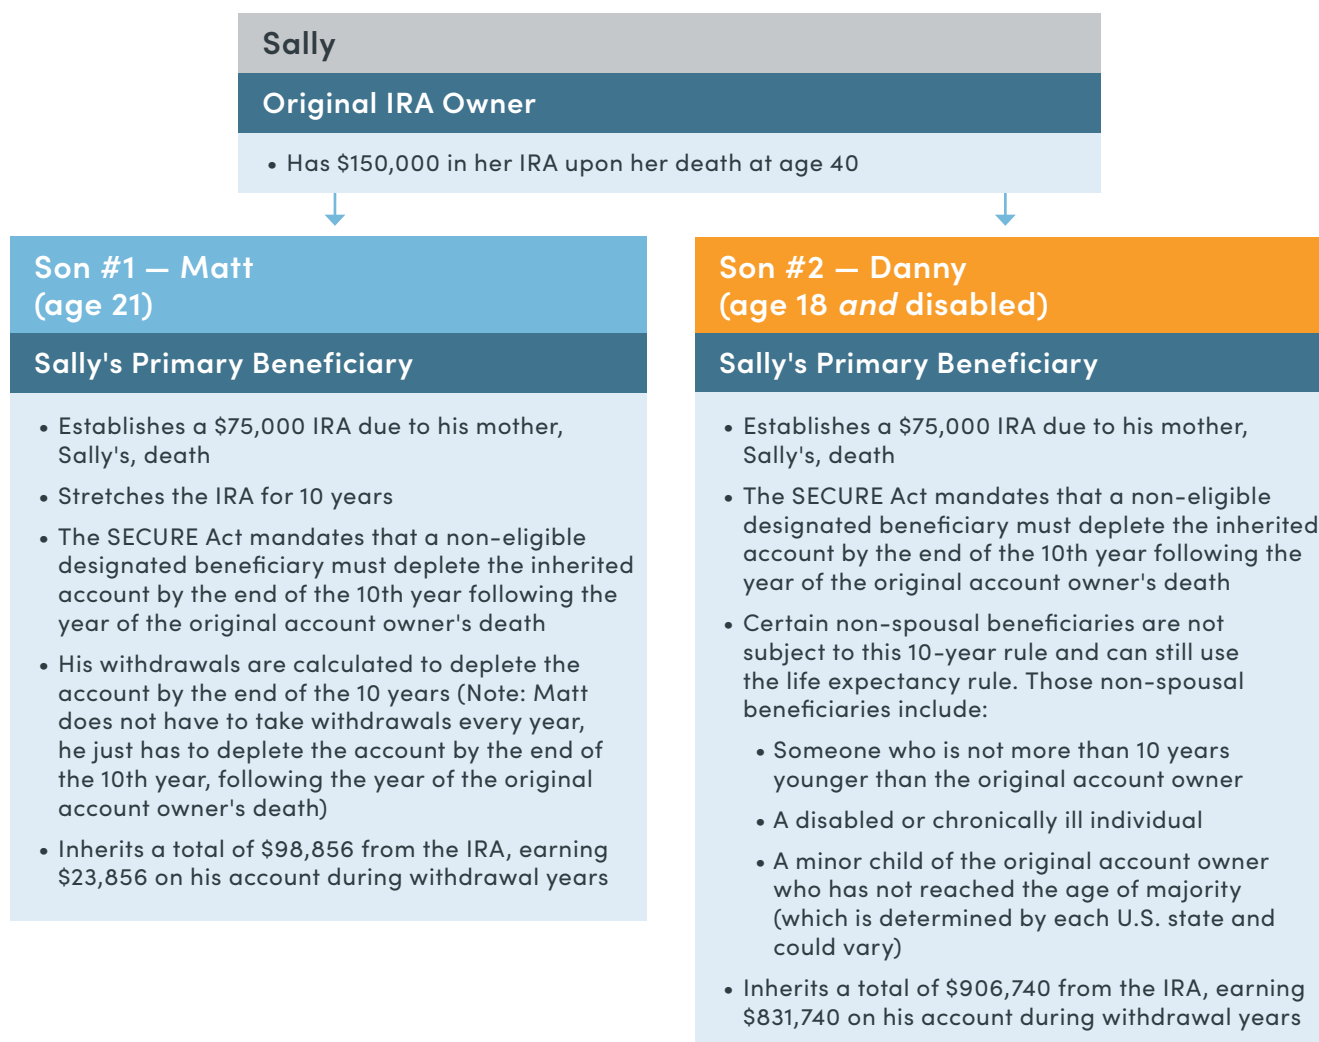 Sally
Original IRA Owner
• Has $150,000 in her IRA upon her death at age 40
Son #1 — Matt
(age 21)
Sally's Primary Beneficiary
• Establishes a $75,000 IRA due to his mother,
Sally's, death
• Stretches the IRA for 10 years
• The SECURE Act mandates that a non-eligible
designated beneficiary must deplete the inherited
account by the end of the 10th year following the
year of the original account owner's death
• His withdrawals are calculated to deplete the
account by the end of the 10 years (Note: Matt
does not have to take withdrawals every year,
he just has to deplete the account by the end of
the 10th year, following the year of the original
account owner's death)
• Inherits a total of $98,856 from the IRA, earning
$23,856 on his account during withdrawal years
Son #2 — Danny
(age 18 and disabled)
Sally's Primary Beneficiary
• Establishes a $75,000 IRA due to his mother,
Sally's, death
• The SECURE Act mandates that a non-eligible
designated beneficiary must deplete the inherited
account by the end of the 10th year following the
year of the original account owner's death
• Certain non-spousal beneficiaries are not
subject to this 10-year rule and can still use
the life expectancy rule. Those non-spousal
beneficiaries include:
• Someone who is not more than 10 years
younger than the original account owner
• A disabled or chronically ill individual
• A minor child of the original account owner
who has not reached the age of majority
(which is determined by each U.S. state and
could vary)
• Inherits a total of $906,740 from the IRA, earning
$831,740 on his account during withdrawal years